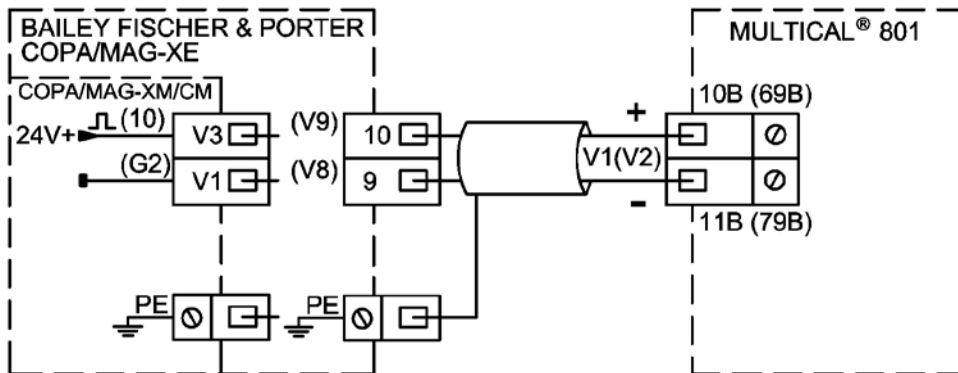 BAILEY FISCHER & PORTER
COPA/MAG-XE
MULTICAL® 801
COPA/MAG-XM/CM
10B (69B)
24V+ (10) V3 (V9) 10 +
V1(V2)
(G2) V1 (V8) 9 -
11B (79B)
PE PE